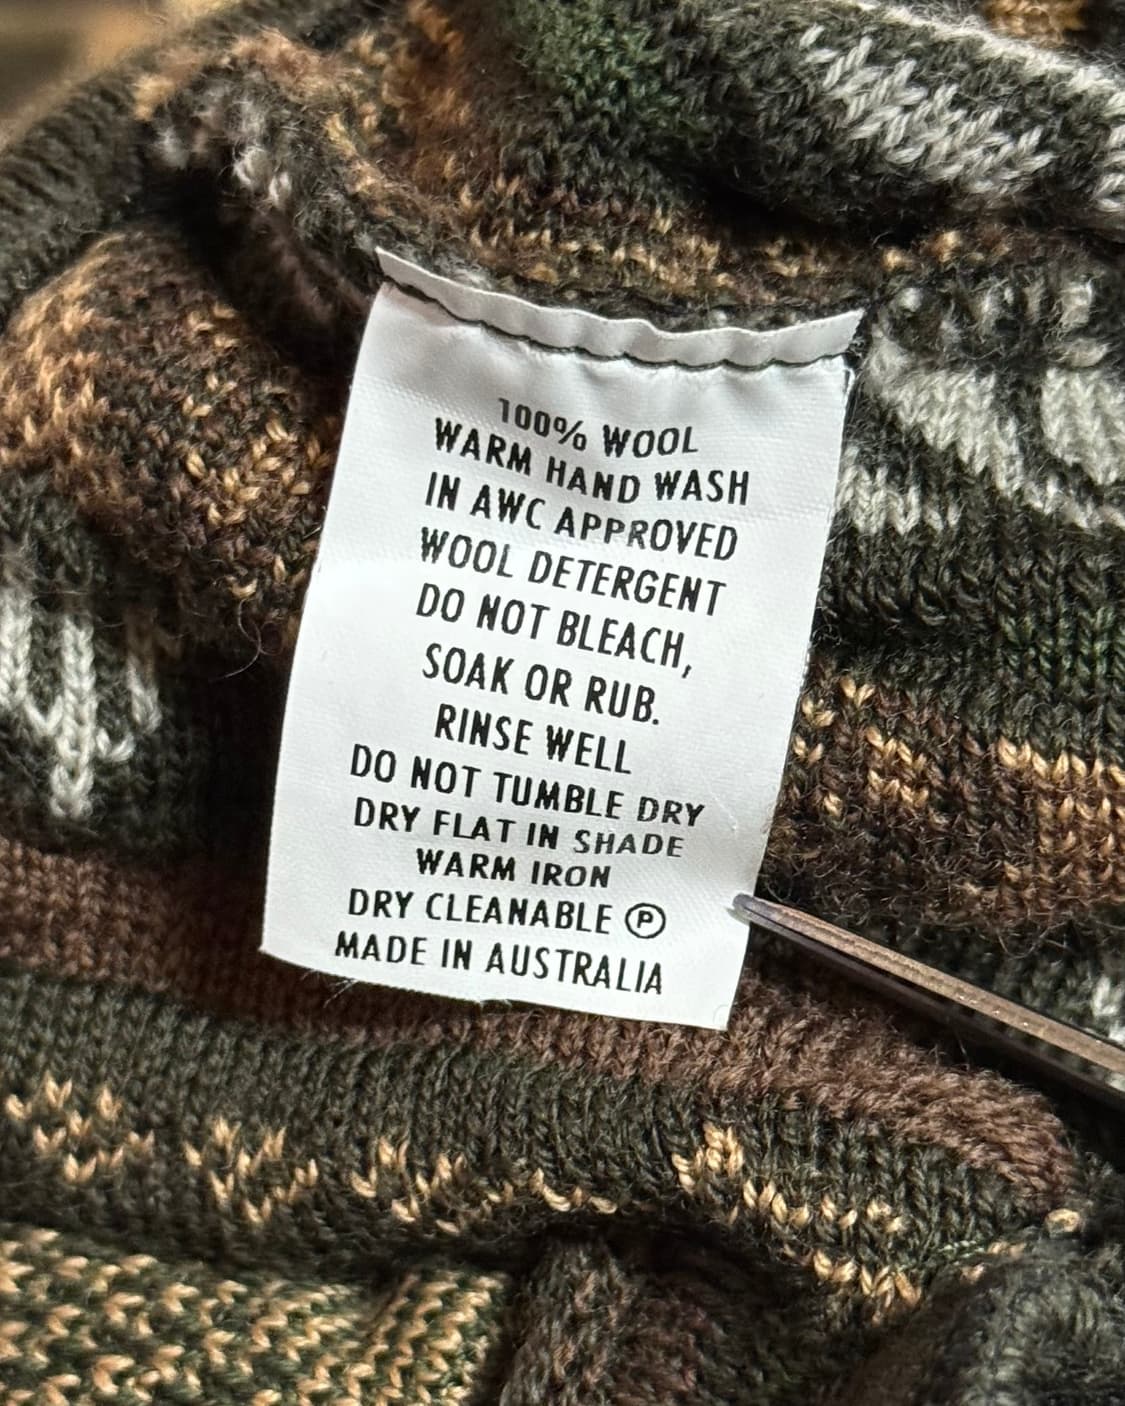 100% WOOL
WARM HAND WASH
IN AWC APPROVED
WOOL DETERGENT
DO NOT BLEACH,
SOAK OR RUB.
RINSE WELL
DO NOT TUMBLE DRY
DRY FLAT IN SHADE
WARM IRON
DRY CLEANABLE Ⓟ
MADE IN AUSTRALIA